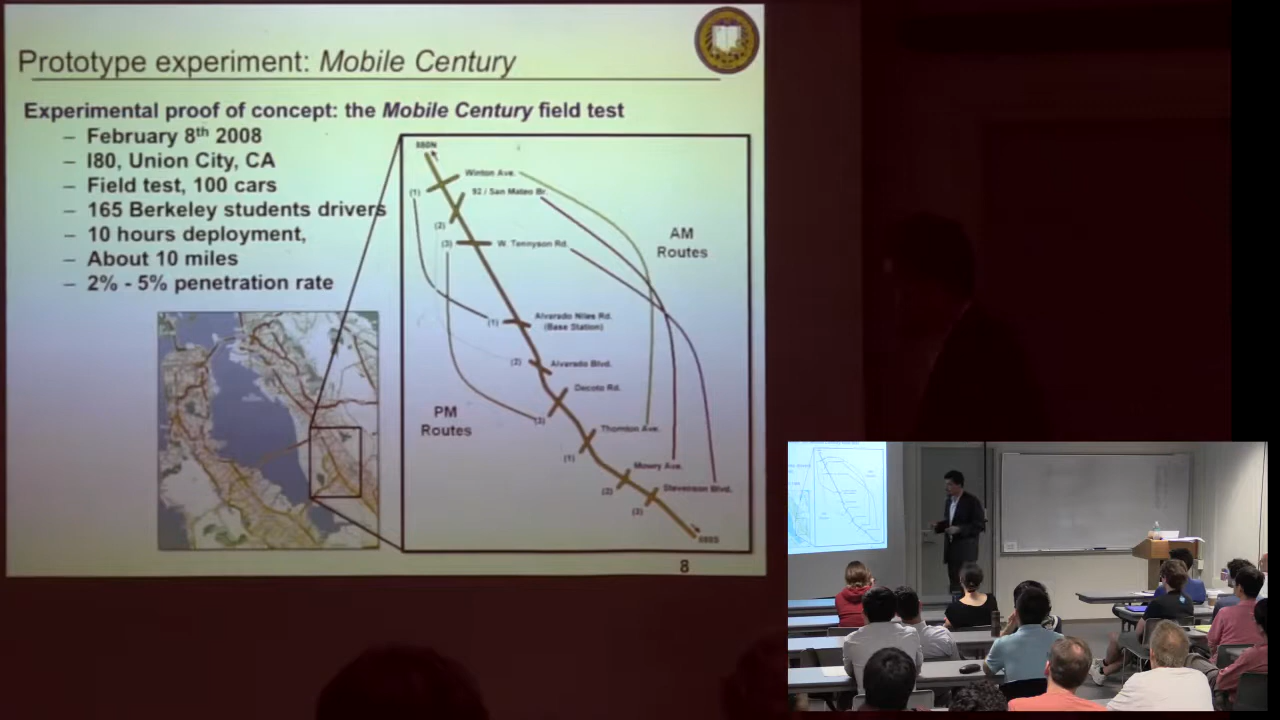 Prototype experiment: Mobile Century
Experimental proof of concept: the Mobile Century field test
– February 8th 2008
– I80, Union City, CA
– Field test, 100 cars
– 165 Berkeley students drivers
– 10 hours deployment,
– About 10 miles
– 2% - 5% penetration rate
I880N
Winton Ave.
(1)
92 / San Mateo Br.
(2)
(3)
W. Tennyson Rd.
AM
Routes
Alvarado Niles Rd.
(Base Station)
(1)
(2)
Alvarado Blvd.
Decoto Rd.
(3)
PM
Routes
Thornton Ave.
(1)
Mowry Ave.
(2)
Stevenson Blvd.
(3)
I880S
8